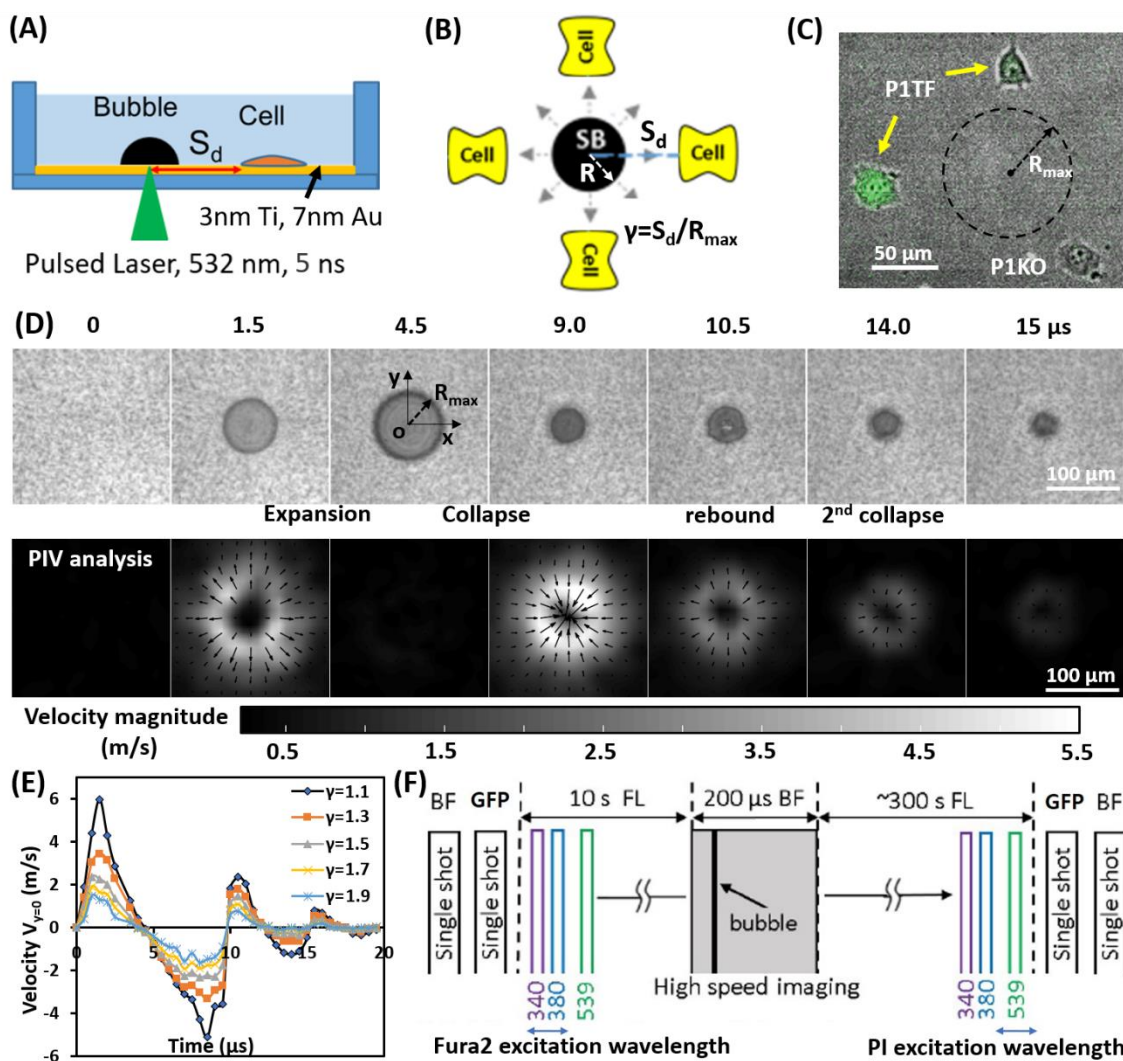 (A)
Bubble
Cell
S_d
3nm Ti, 7nm Au
Pulsed Laser, 532 nm, 5 ns
(B)
Cell
Cell
SB
S_d
Cell
R
Cell
γ=S_d/R_max
(C)
P1TF
R_max
50 μm
P1KO
(D)
0 1.5 4.5 9.0 10.5 14.0 15 μs
y
R_max
o
x
100 μm
Expansion Collapse rebound 2nd collapse
PIV analysis
100 μm
Velocity magnitude
(m/s)
0.5 1.5 2.5 3.5 4.5 5.5
(E)
Velocity V_y=0 (m/s)
6
4
2
0
-2
-4
-6
0 5 10 15 20
Time (μs)
γ=1.1
γ=1.3
γ=1.5
γ=1.7
γ=1.9
(F)
BF GFP 10 s FL 200 μs BF ~300 s FL GFP BF
Single shot
Single shot
bubble
Single shot
Single shot
High speed imaging
340 380 539
340 380 539
Fura2 excitation wavelength
PI excitation wavelength